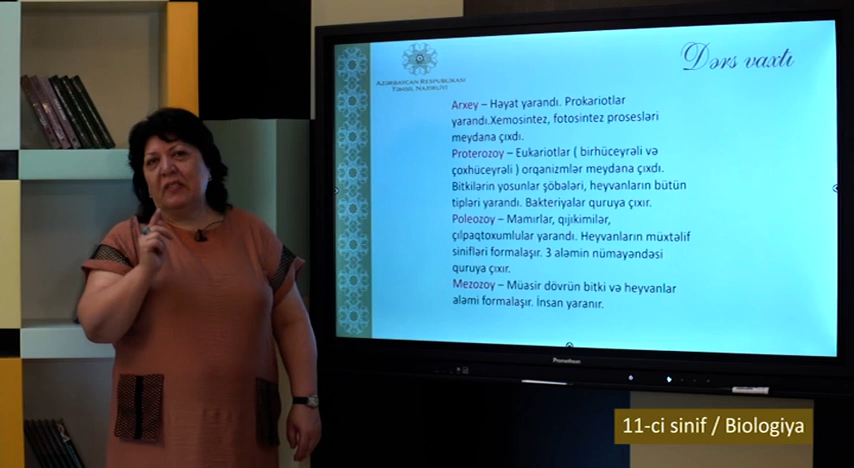 Dərs vaxtı
AZƏRBAYCAN RESPUBLİKASI
TƏHSİL NAZİRLİYİ
Arxey – Həyat yarandı. Prokariotlar
yarandı.Xemosintez, fotosintez prosesləri
meydana çıxdı.
Proterozoy – Eukariotlar ( birhüceyrəli və
çoxhüceyrəli ) orqanizmlər meydana çıxdı.
Bitkilərin yosunlar şöbələri, heyvanların bütün
tipləri yarandı. Bakteriyalar quruya çıxır.
Poleozoy – Mamırlar, qıjıkimilər,
çılpaqtoxumlular yarandı. Heyvanların müxtəlif
sinifləri formalaşır. 3 aləmin nümayəndəsi
quruya çıxır.
Mezozoy – Müasir dövrün bitki və heyvanlar
aləmi formalaşır. İnsan yaranır.
Promethean
11-ci sinif / Biologiya